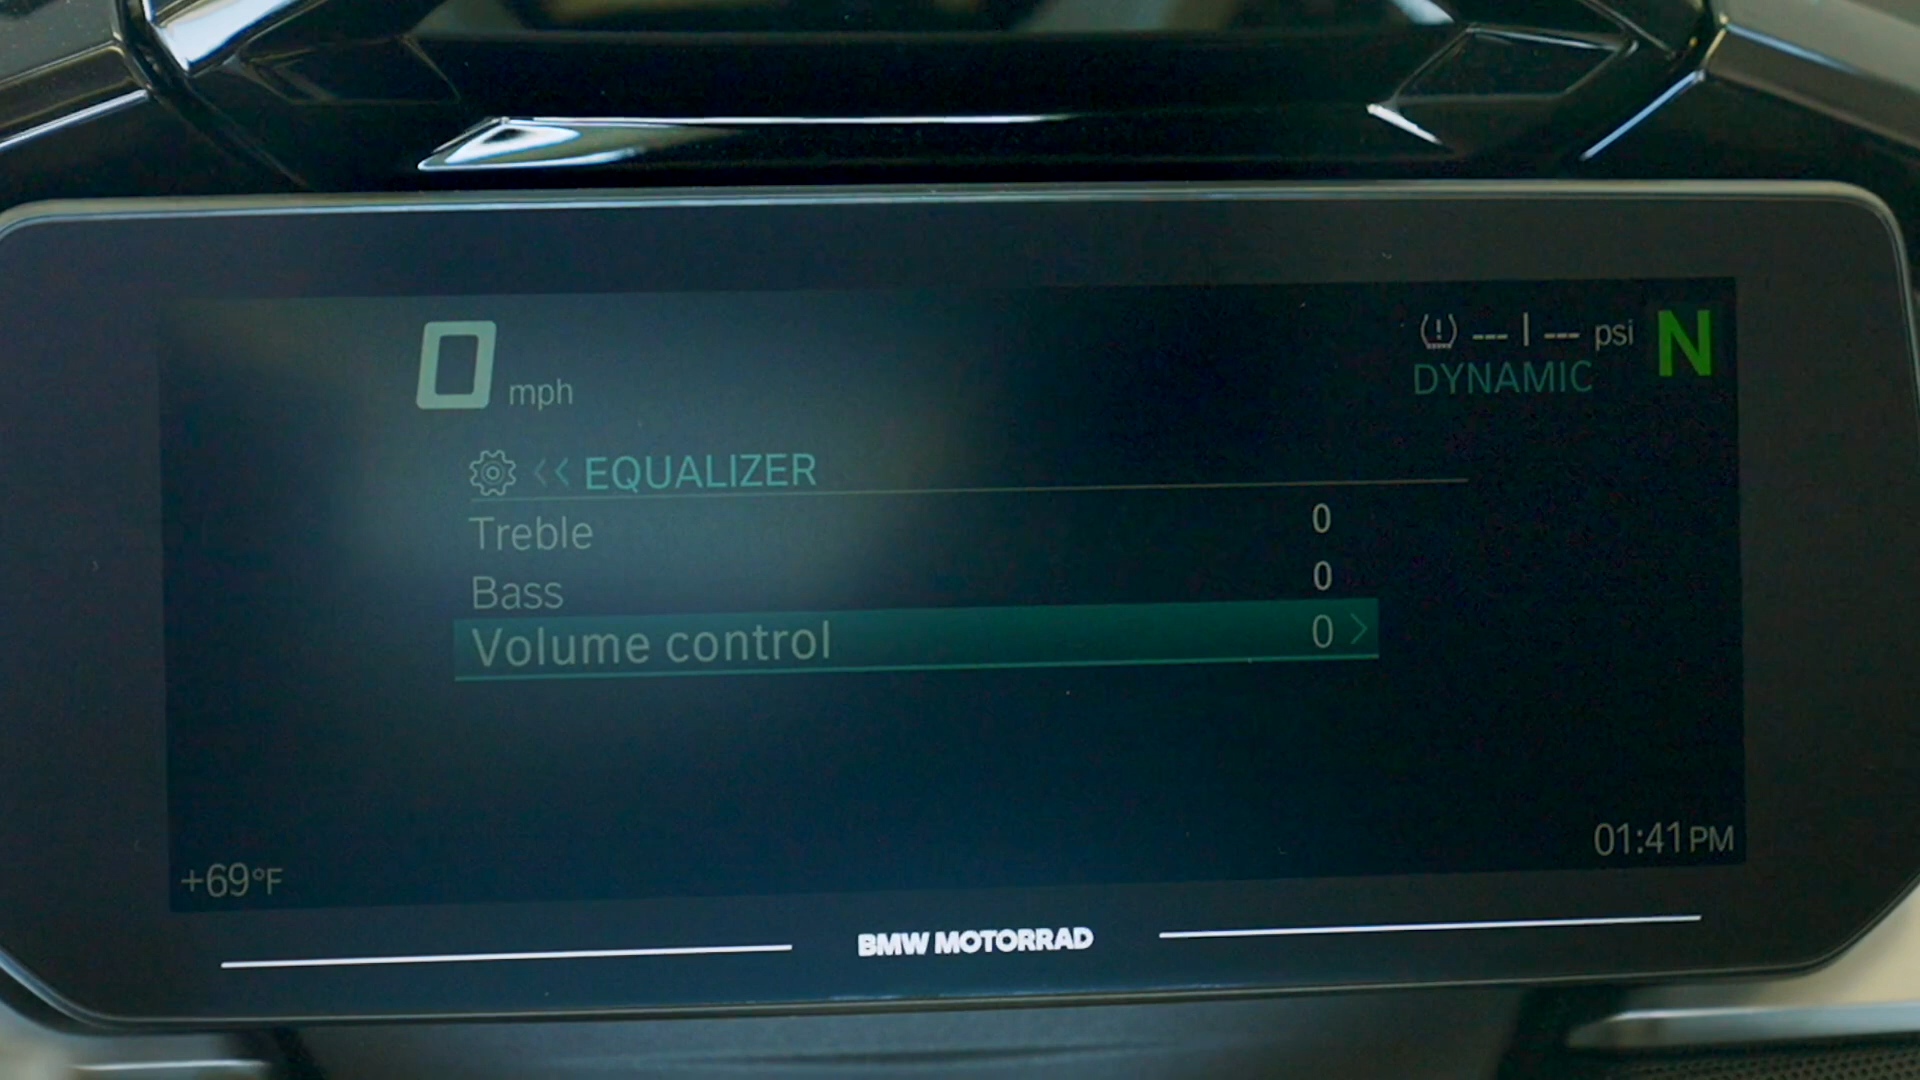 0 mph
--- | --- psi N
DYNAMIC
<< EQUALIZER
Treble 0
Bass 0
Volume control 0 >
+69°F
01:41 PM
BMW MOTORRAD